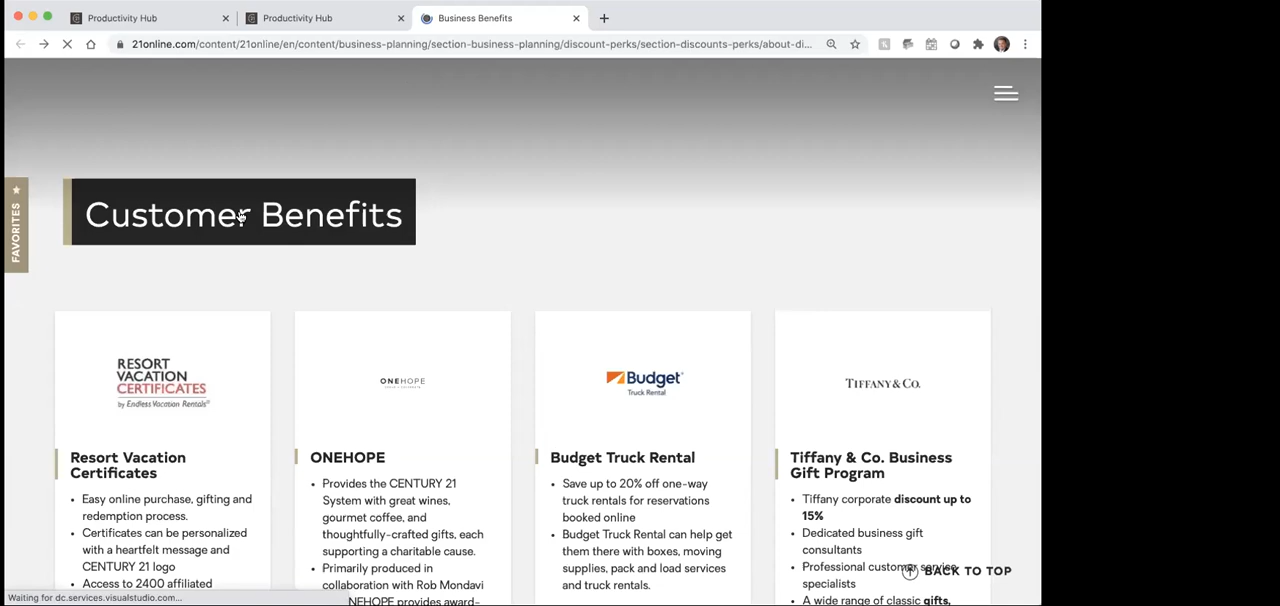 Productivity Hub
Productivity Hub
Business Benefits
21online.com/content/21online/en/content/business-planning/section-business-planning/discount-perks/section-discounts-perks/about-di...
FAVORITES
Customer Benefits
RESORT
VACATION
CERTIFICATES
by Endless Vacation Rentals®
Resort Vacation
Certificates
• Easy online purchase, gifting and
redemption process.
• Certificates can be personalized
with a heartfelt message and
CENTURY 21 logo
• Access to 2400 affiliated
ONEHOPE
ONEHOPE
• Provides the CENTURY 21
System with great wines,
gourmet coffee, and
thoughtfully-crafted gifts, each
supporting a charitable cause.
• Primarily produced in
collaboration with Rob Mondavi
NEHOPE provides award-
Budget
Truck Rental
Budget Truck Rental
• Save up to 20% off one-way
truck rentals for reservations
booked online
• Budget Truck Rental can help get
them there with boxes, moving
supplies, pack and load services
and truck rentals.
TIFFANY & CO.
Tiffany & Co. Business
Gift Program
• Tiffany corporate discount up to
15%
• Dedicated business gift
consultants
• Professional customer service
specialists
• A wide range of classic gifts,
BACK TO TOP
Waiting for dc.services.visualstudio.com...